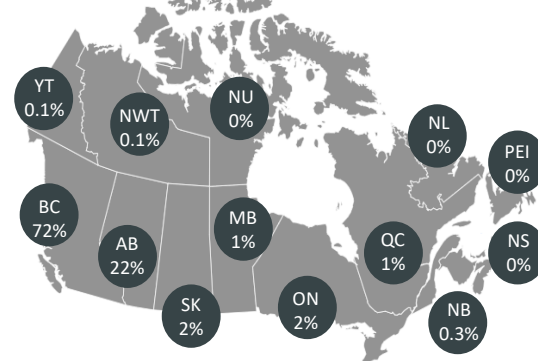 YT
0.1%
NWT
0.1%
NU
0%
NL
0%
PEI
0%
BC
72%
AB
22%
SK
2%
MB
1%
ON
2%
QC
1%
NS
0%
NB
0.3%